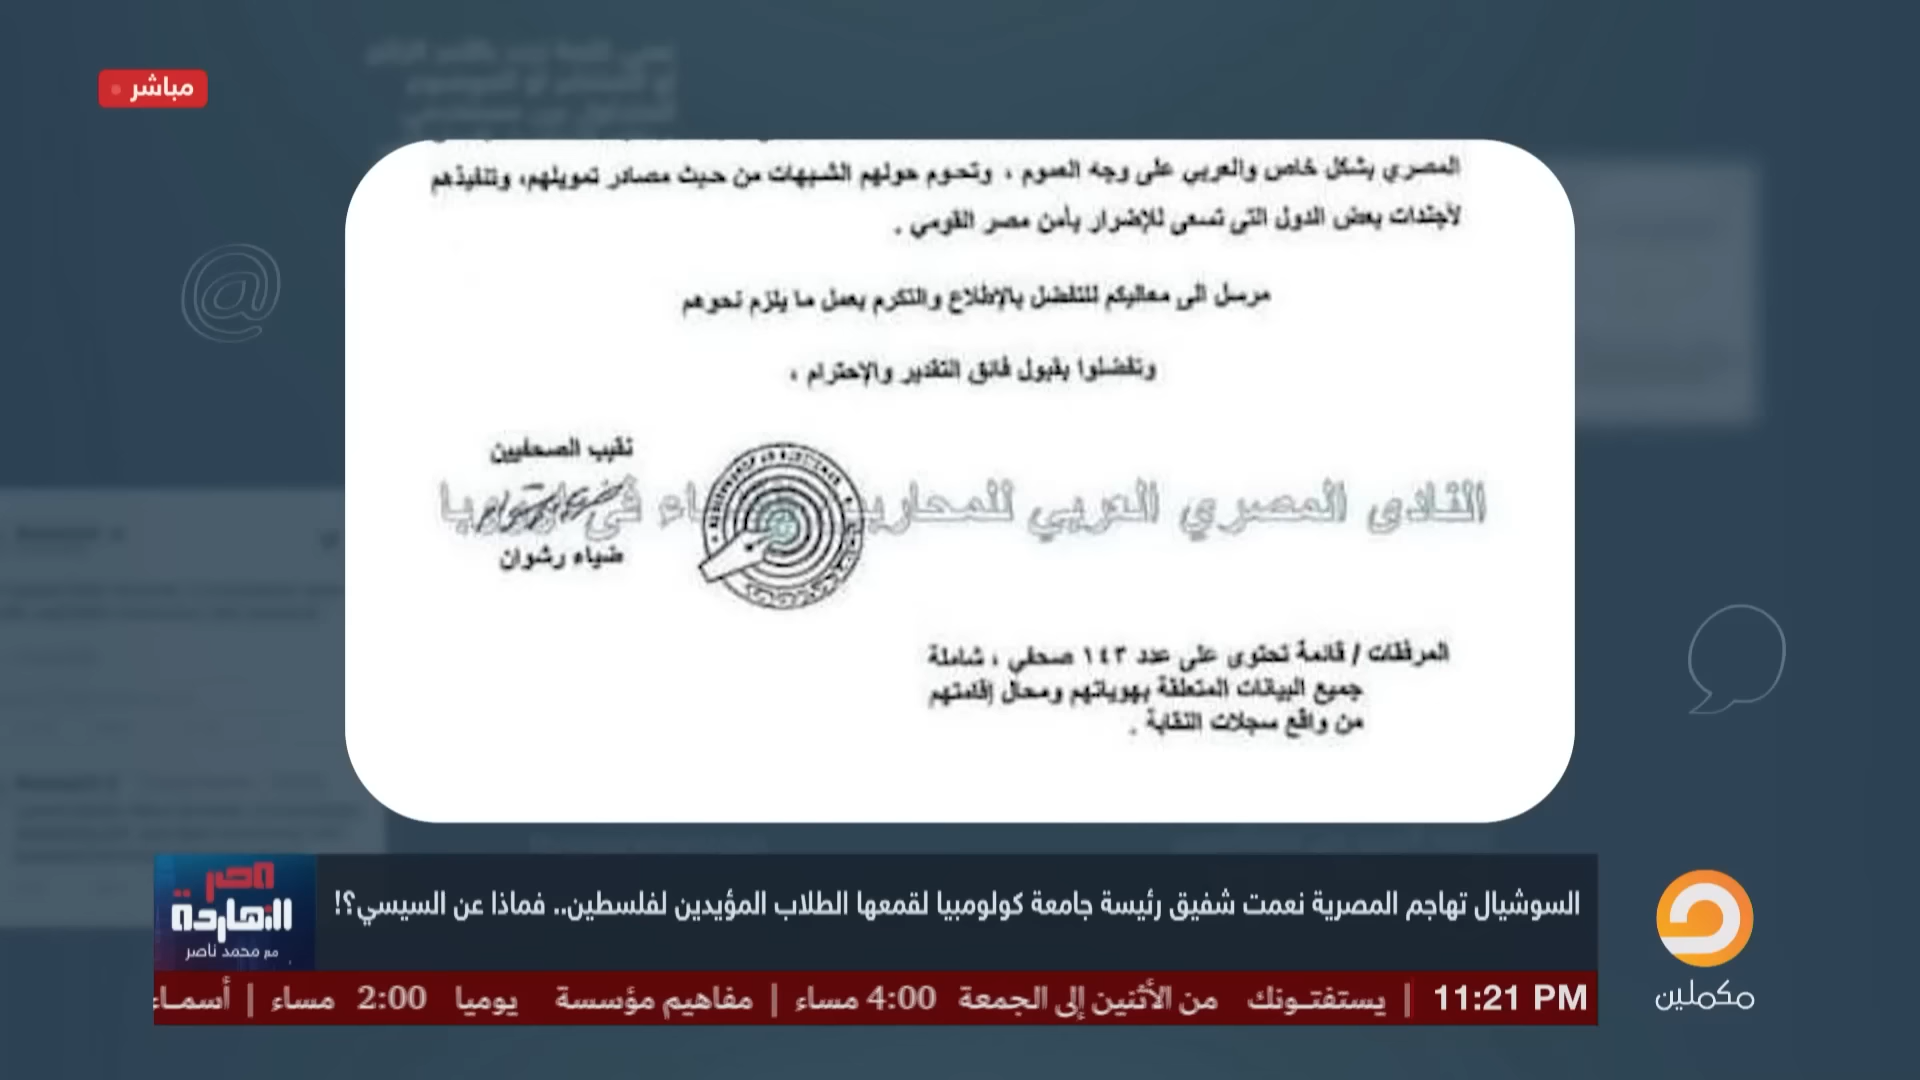 مباشر
المصري بشكل خاص والعربي على وجه العموم ، وتحوم حولهم الشبهات من حيث مصادر تمويلهم، وتنفيذهم
لأجندات بعض الدول التي تسعى للإضرار بأمن مصر القومي .
مرسل الى معاليكم للتفضل بالإطلاع والتكرم بعمل ما يلزم نحوهم
وتفضلوا بقبول فائق التقدير والإحترام ،
نقيب الصحفيين
النادى المصري العربي للمحاربين في
ضياء رشوان
المرفقات / قائمة تحتوى على عدد ١٤٣ صحفي ، شاملة
جميع البيانات المتعلقة بهوياتهم ومحال إقامتهم
من واقع سجلات النقابة .
مصر النهاردة
مع محمد ناصر
السوشيال تهاجم المصرية نعمت شفيق رئيسة جامعة كولومبيا لقمعها الطلاب المؤيدين لفلسطين.. فماذا عن السيسي؟!
11:21 PM | يستفتونك من الأثنين إلى الجمعة 4:00 مساء | مفاهيم مؤسسة يوميا 2:00 مساء | أسماء
مكملين